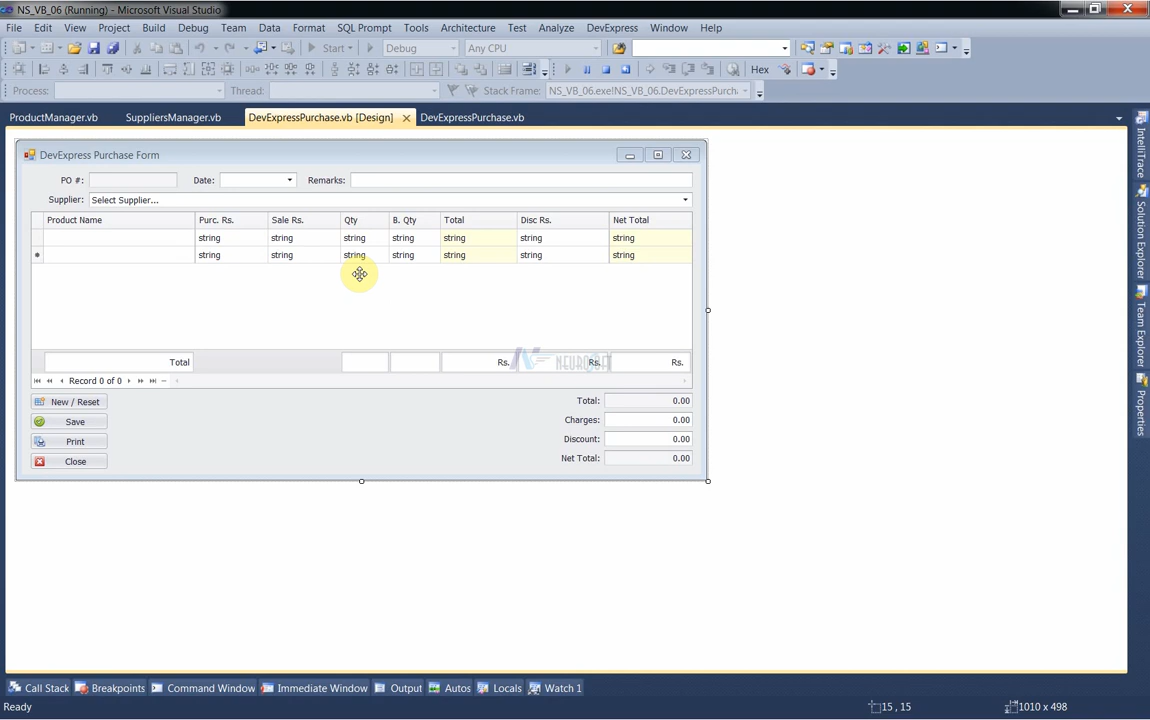 NS_VB_06 (Running) - Microsoft Visual Studio
File Edit View Project Build Debug Team Data Format SQL Prompt Tools Architecture Test Analyze DevExpress Window Help
Start Debug Any CPU
Hex
Process: Thread: Stack Frame: NS_VB_06.exe!NS_VB_06.DevExpressPurcha
ProductManager.vb SuppliersManager.vb DevExpressPurchase.vb [Design] DevExpressPurchase.vb
DevExpress Purchase Form
PO #: Date: Remarks:
Supplier: Select Supplier...
Product Name Purc. Rs. Sale Rs. Qty B. Qty Total Disc Rs. Net Total
string string string string string string string
string string string string string string string
Total Rs. Rs. Rs.
NEUROSOFT
Record 0 of 0
New / Reset Total: 0.00
Save Charges: 0.00
Print Discount: 0.00
Close Net Total: 0.00
IntelliTrace
Solution Explorer
Team Explorer
Properties
Call Stack Breakpoints Command Window Immediate Window Output Autos Locals Watch 1
Ready 15 , 15 1010 x 498